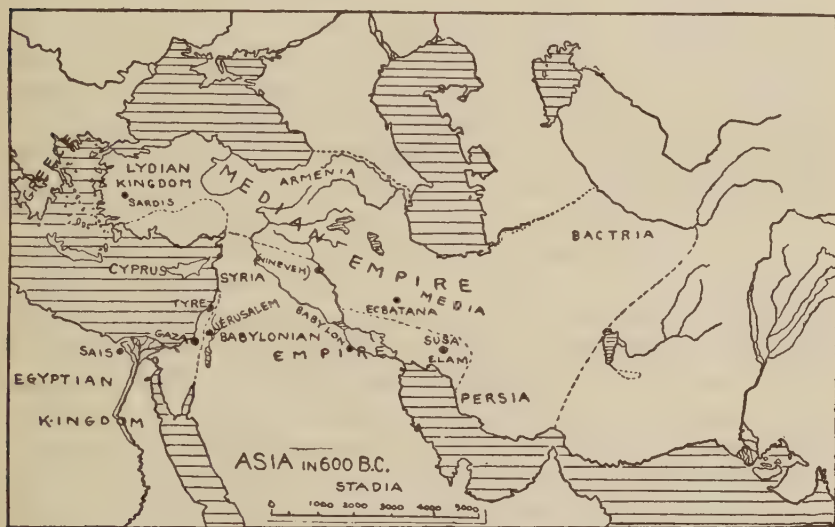 GREECE
LYDIAN
KINGDOM
SARDIS
MEDIAN EMPIRE
ARMENIA
BACTRIA
CYPRUS
SYRIA
(NINEVEH)
MEDIA
ECBATANA
TYRE
JERUSALEM
BABYLON
BABYLONIAN
EMPIRE
SUSA
ELAM
GAZA
SAIS
EGYPTIAN
KINGDOM
PERSIA
ASIA IN 600 B.C.
STADIA
0 1000 2000 3000 4000 5000